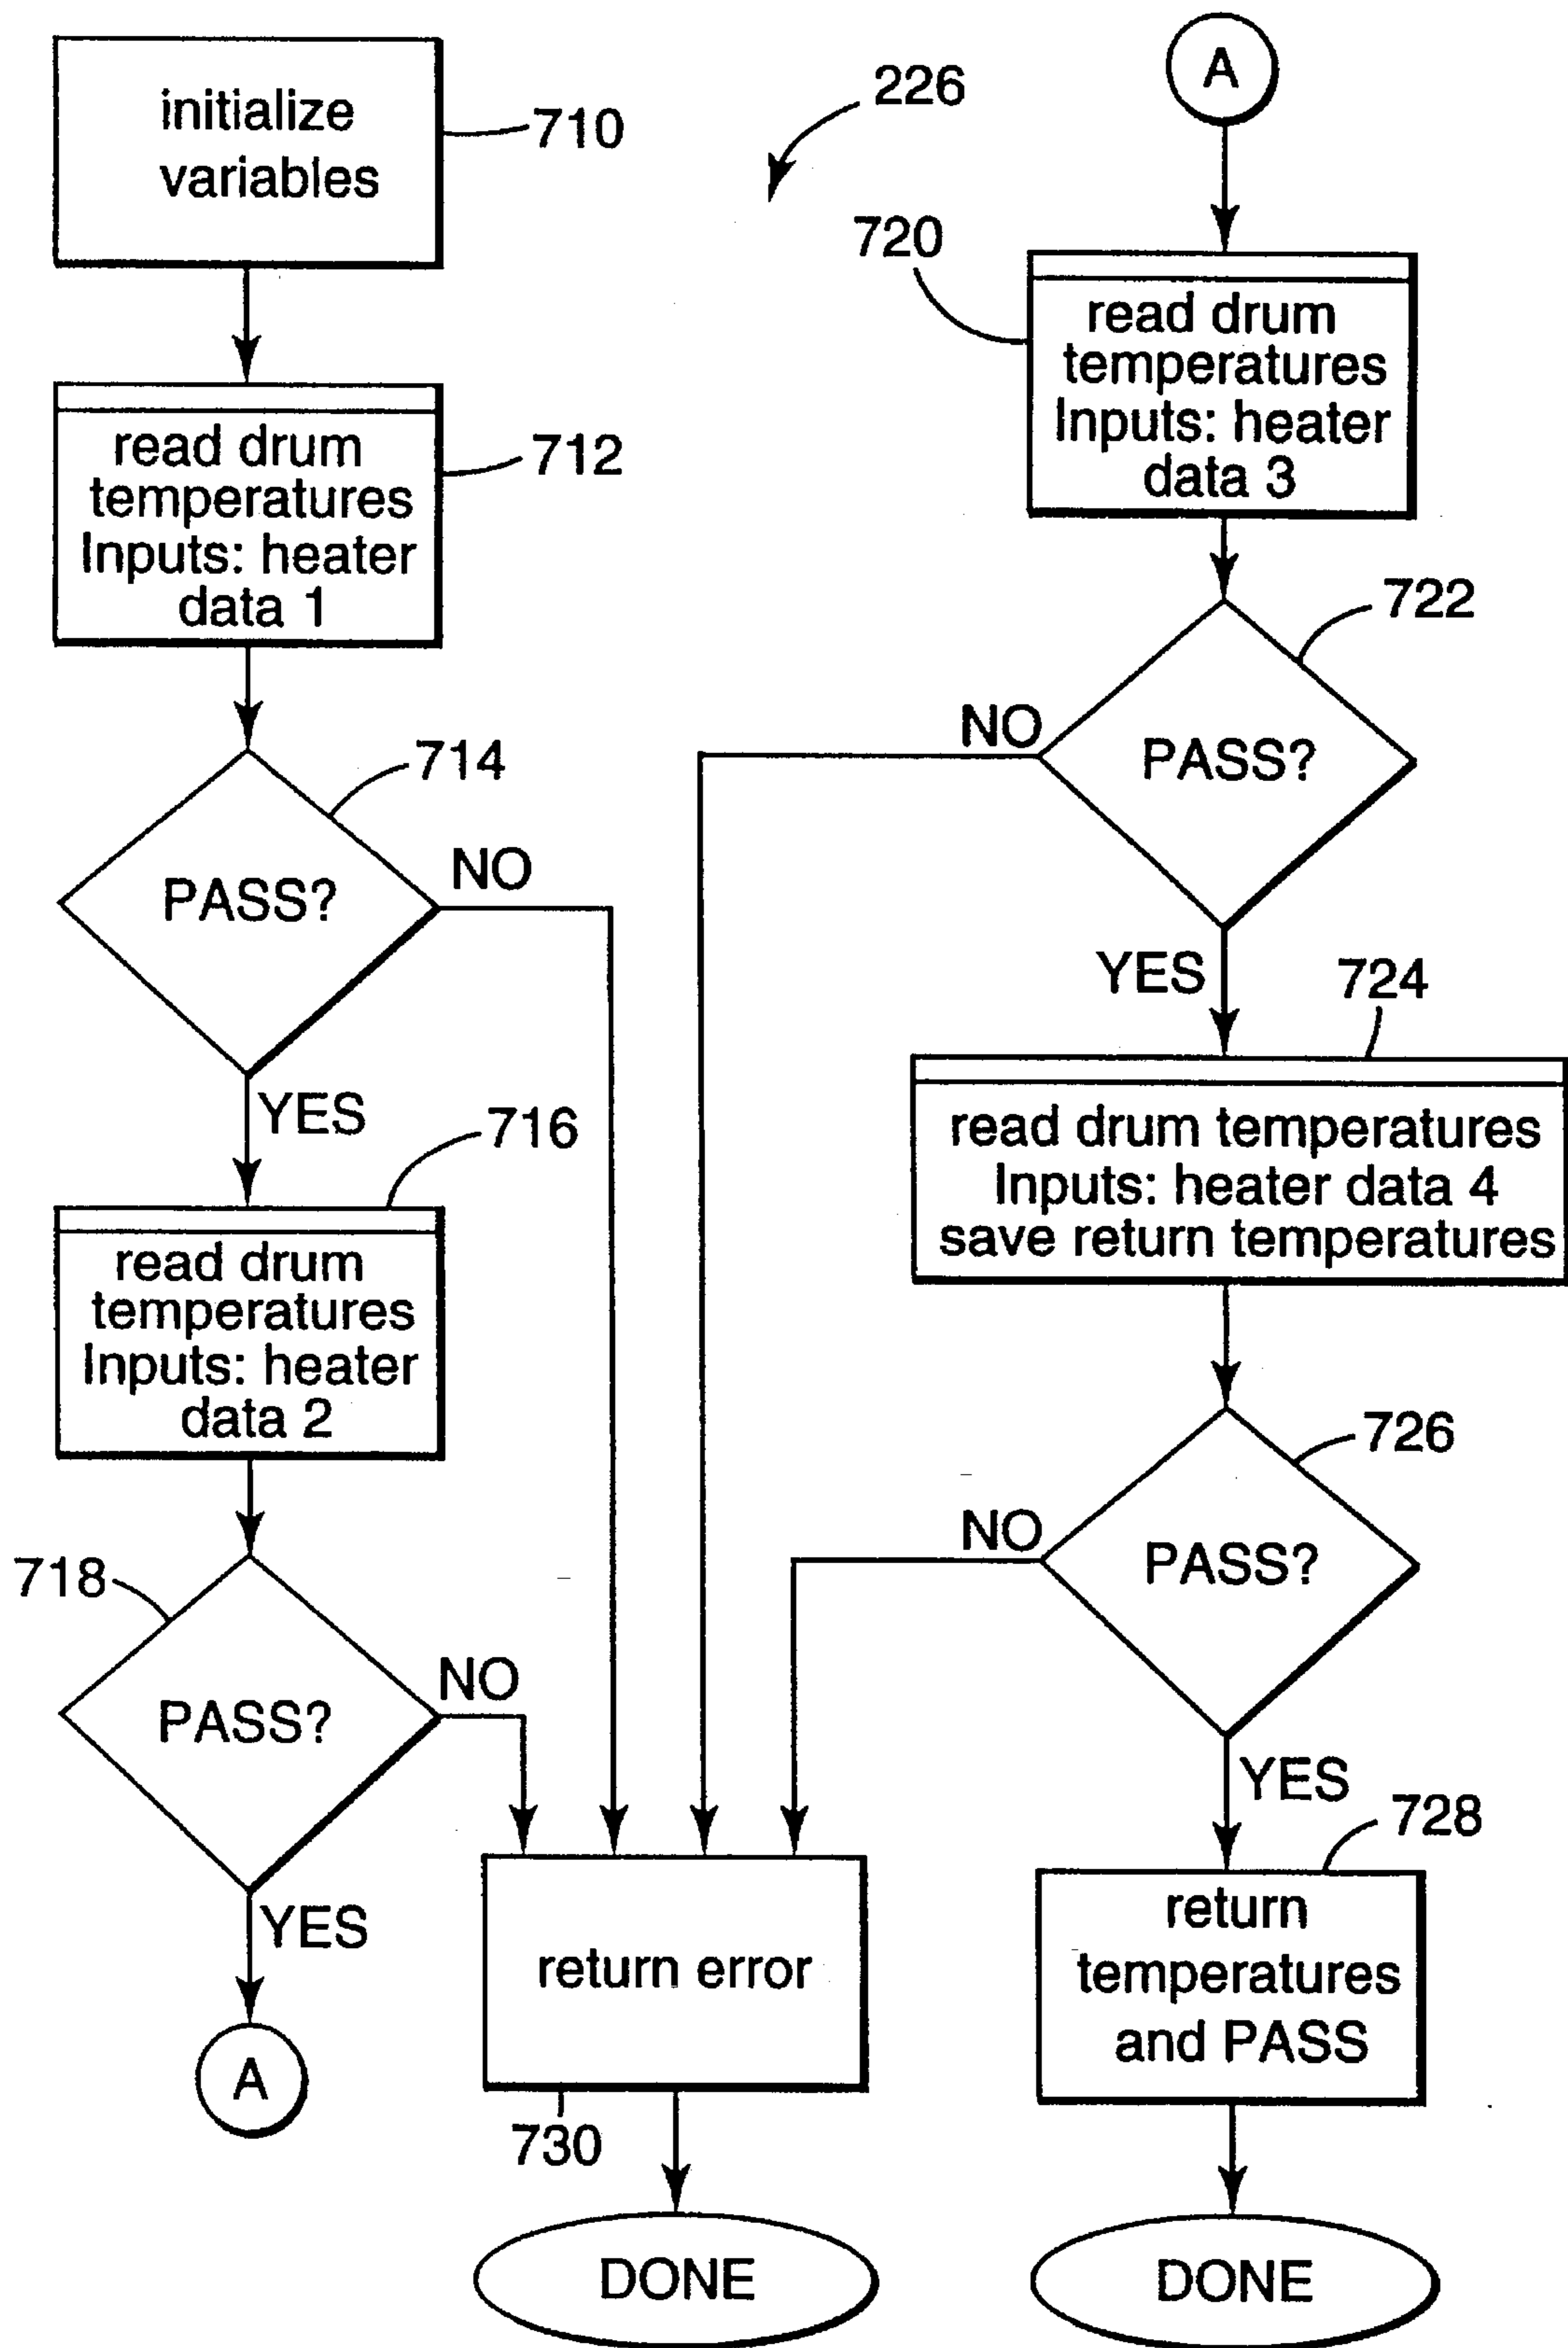 initialize
variables
710
226
read drum
temperatures
Inputs: heater
data 1
712
PASS?
714
NO
YES
read drum
temperatures
Inputs: heater
data 2
716
718
PASS?
NO
YES
A
return error
730
DONE
A
720
read drum
temperatures
Inputs: heater
data 3
722
NO
PASS?
YES
724
read drum temperatures
Inputs: heater data 4
save return temperatures
726
NO
PASS?
YES
728
return
temperatures
and PASS
DONE